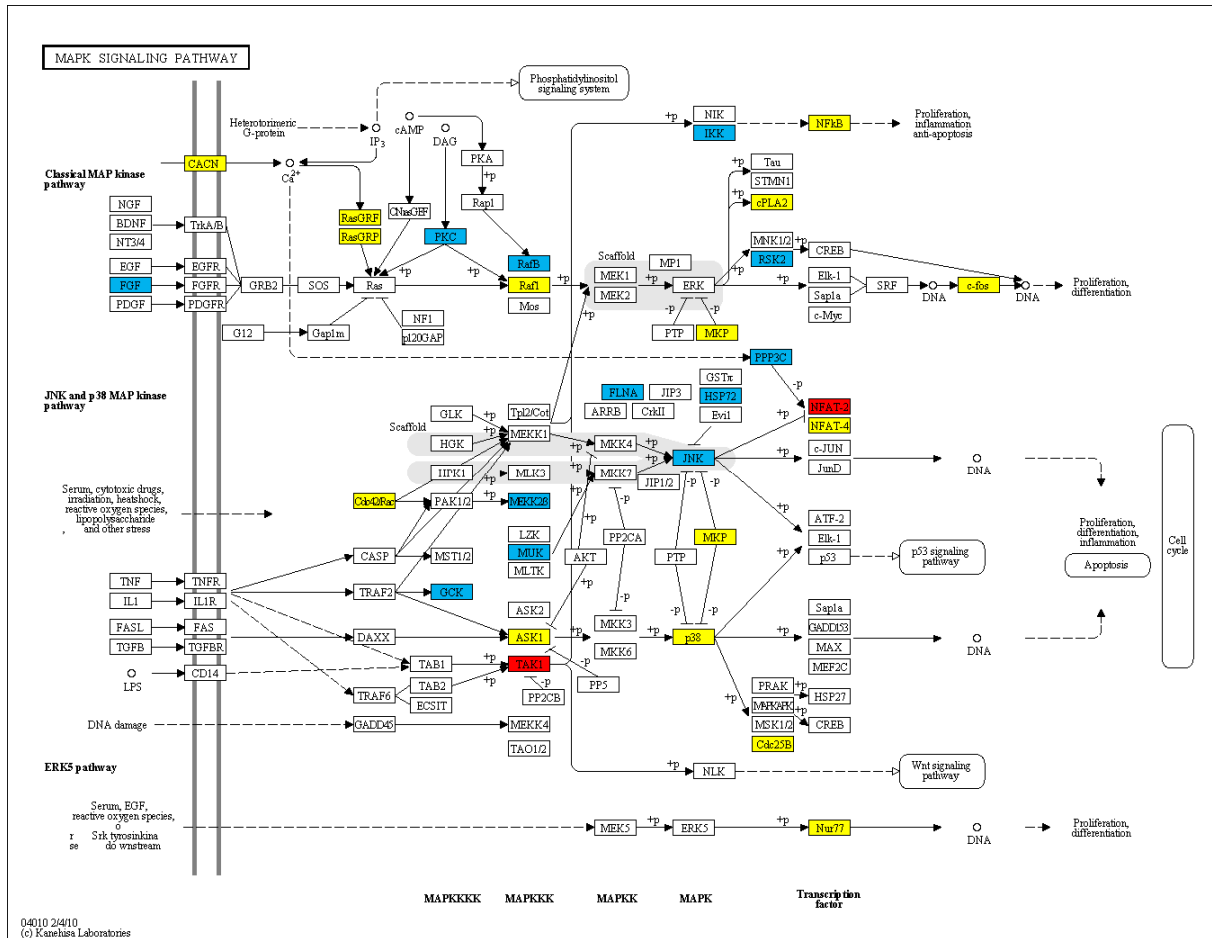 MAPK SIGNALING PATHWAY
Phosphatidylinositol
signaling system
Heterotorimeric
G-protein
IP3
cAMP
DAG
NIK
IKK
+p
NFkB
Proliferation,
inflammation
anti-apoptosis
CACN
Ca2+
PKA
+p
Rap1
+p
Tau
STMN1
+p
cPLA2
Classical MAP kinase
pathway
NGF
BDNF
NT3/4
TrkA/B
RasGRF
RasGRP
CNrasGEF
PKC
RafB
Scaffold
MP1
MNK1/2
RSK2
+p
+p
CREB
EGF
FGF
PDGF
EGFR
FGFR
PDGFR
GRB2
SOS
Ras
+p
+p
Raf1
Mos
+p
MEK1
MEK2
+p
ERK
+p
Elk-1
Sap1a
c-Myc
SRF
DNA
c-fos
DNA
Proliferation,
differentiation
G12
Gap1m
NF1
p120GAP
+p
-p
-p
PTP
MKP
PPP3C
-p
JNK and p38 MAP kinase
pathway
GLK
HGK
HPK1
Scaffold
+p
+p
+p
Tpl2/Cot
MEKK1
MLK3
FLNA
JIP3
ARRB
CrkII
GSTπ
HSP72
Evi1
NFAT-2
NFAT-4
+p
+p
+p
MKK4
MKK7
+p
+p
JNK
JIP1/2
+p
c-JUN
JunD
DNA
Serum, cytotoxic drugs,
irradiation, heatshock,
reactive oxygen species,
lipopolysaccharide
and other stress
,
Cdc42/Rac
PAK1/2
+p
MEKK2ß
LZK
MUK
MLTK
+p
-p
PP2CA
-p
-p
PTP
MKP
+p
ATF-2
Elk-1
p53
+p
p53 signaling
pathway
Proliferation,
differentiation,
inflammation
Apoptosis
Cell
cycle
CASP
MST1/2
AKT
+p
TNF
IL1
FASL
TGFB
TNFR
IL1R
FAS
TGFBR
TRAF2
GCK
ASK2
ASK1
+p
-p
MKK3
MKK6
+p
-p
-p
p38
+p
Sap1a
GADD153
MAX
MEF2C
DNA
DAXX
LPS
CD14
TAB1
TAB2
ECSIT
TRAF6
+p
+p
TAK1
-p
PP2CB
-p
PP5
+p
PRAK
MAPKAPK
MSK1/2
Cdc25B
+p
+p
HSP27
CREB
DNA damage
GADD45
MEKK4
TAO1/2
ERK5 pathway
+p
NLK
Wnt signaling
pathway
Serum, EGF,
reactive oxygen species,
o
r Srk tyrosinkina
se do wnstream
MEK5
+p
ERK5
+p
Nur77
DNA
Proliferation,
differentiation
MAPKKKK
MAPKKK
MAPKK
MAPK
Transcription
factor
04010 2/4/10
(c) Kanehisa Laboratories